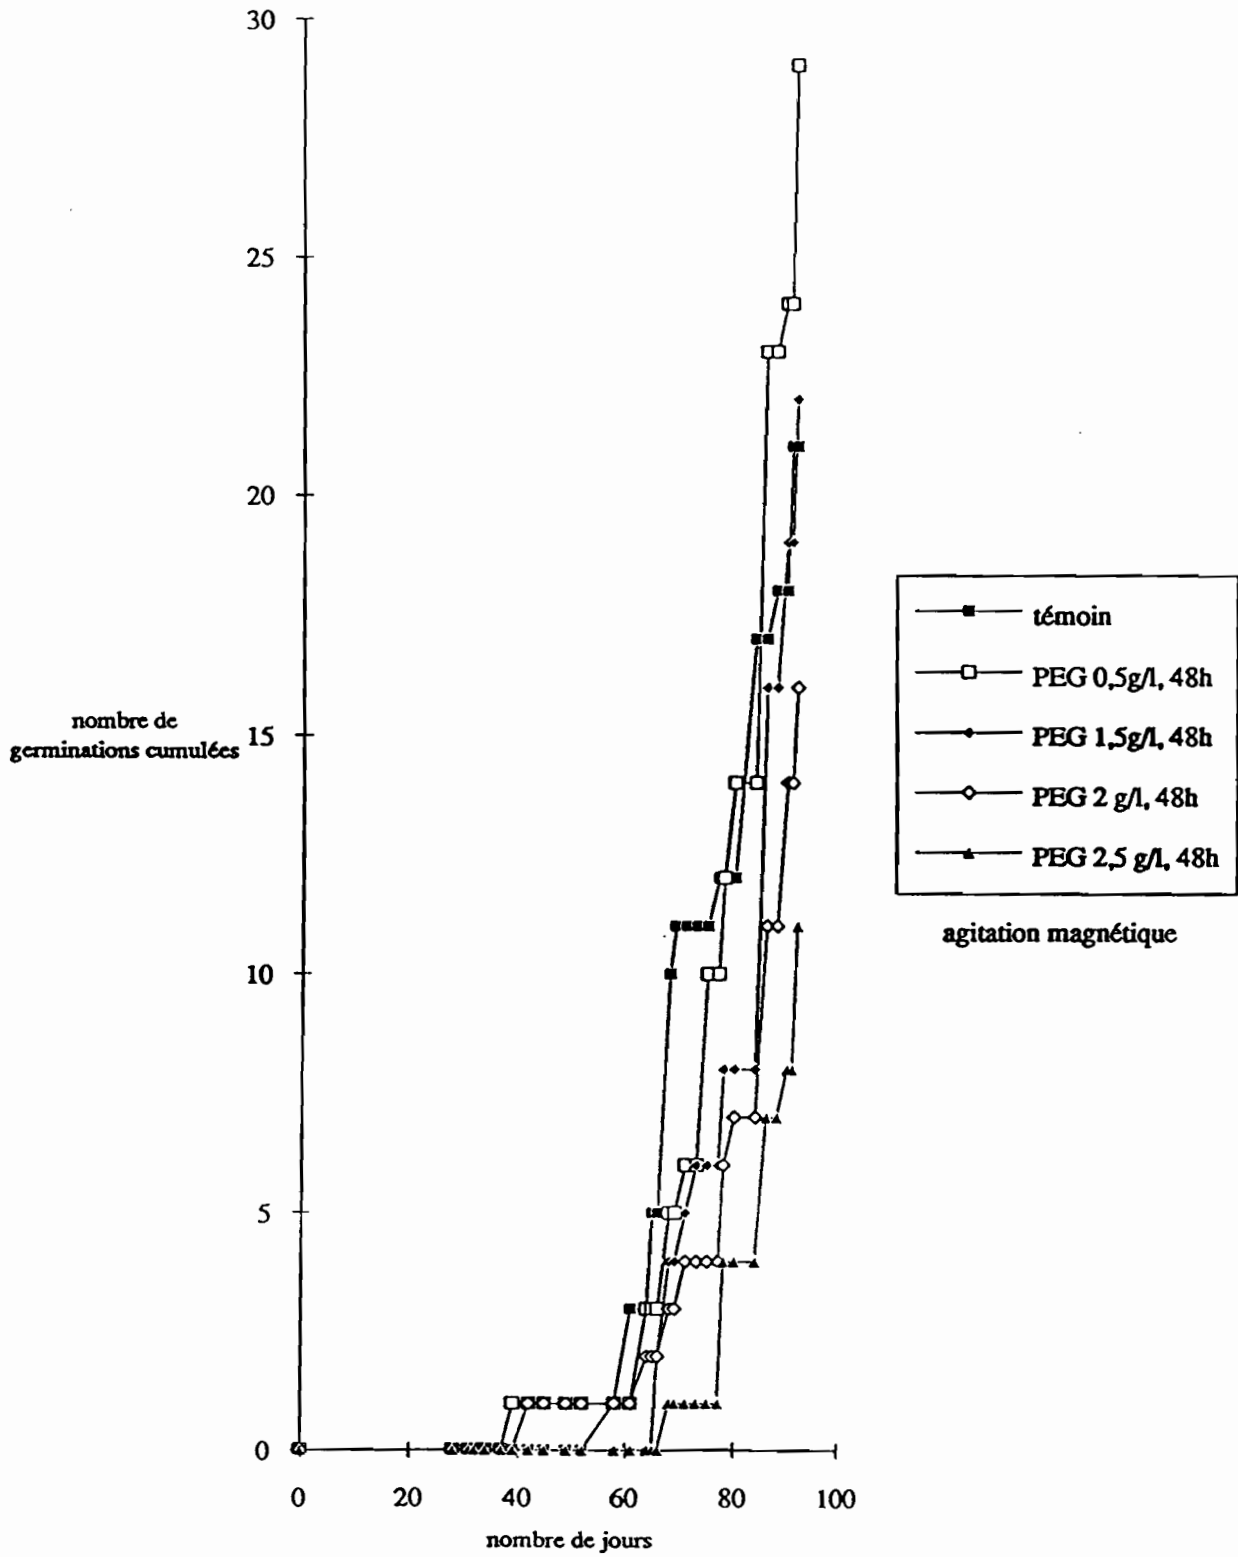 30
25
20
15
10
5
0
nombre de
germinations cumulées
0 20 40 60 80 100
nombre de jours
témoin
PEG 0,5g/l, 48h
PEG 1,5g/l, 48h
PEG 2 g/l, 48h
PEG 2,5 g/l, 48h
agitation magnétique